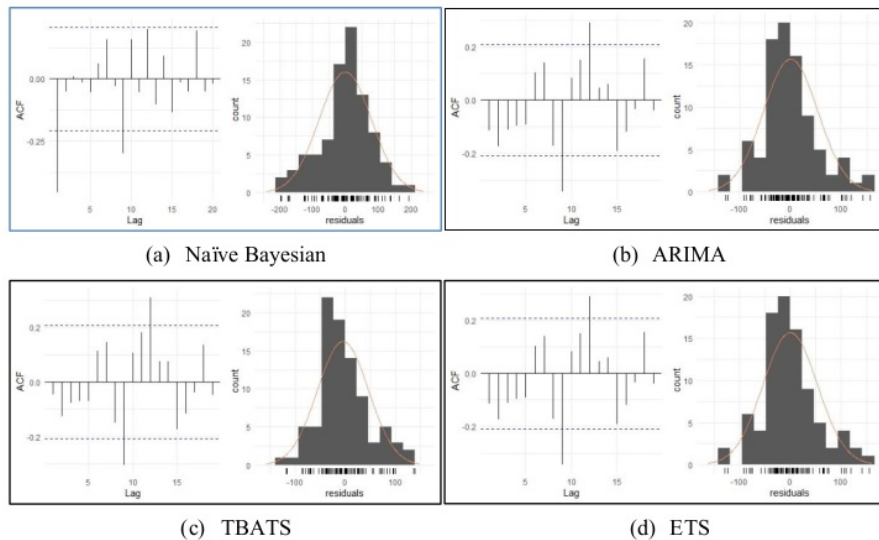 0.00
-0.25
ACF
5 10 15 20
Lag
20
15
10
5
0
count
-200 -100 0 100 200
residuals
0.2
0.0
-0.2
ACF
5 10 15
Lag
20
15
10
5
0
count
-100 0 100
residuals
(a) Naïve Bayesian
(b) ARIMA
0.2
0.0
-0.2
ACF
5 10 15
Lag
20
15
10
5
0
count
-100 0 100
residuals
0.2
0.0
-0.2
ACF
5 10 15
Lag
20
15
10
5
0
count
-100 0 100
residuals
(c) TBATS
(d) ETS